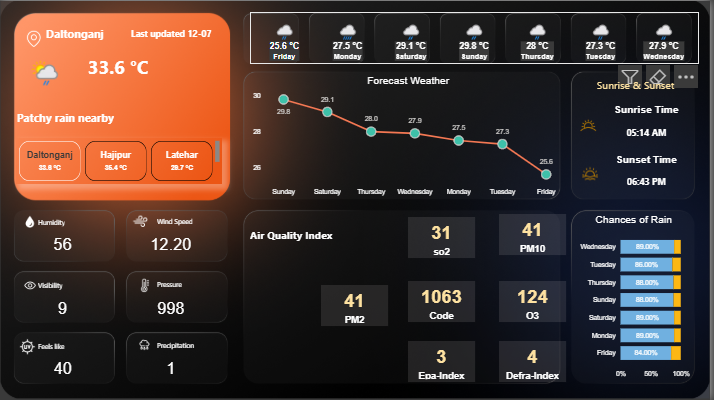 Daltonganj
Last updated 12-07
33.6 °C
Patchy rain nearby
Daltonganj
33.6 °C
Hajipur
35.4 °C
Latehar
29.7 °C
25.6 °C
Friday
27.5 °C
Monday
29.1 °C
Saturday
29.8 °C
Sunday
28 °C
Thursday
27.3 °C
Tuesday
27.9 °C
Wednesday
Forecast Weather
30
28
26
29.8
29.1
28.0
27.9
27.5
27.3
25.6
Sunday
Saturday
Thursday
Wednesday
Monday
Tuesday
Friday
Sunrise & Sunset
Sunrise Time
05:14 AM
Sunset Time
06:43 PM
Humidity
56
Wind Speed
12.20
Visibility
9
Pressure
998
UV
Feels like
40
Precipitation
1
Air Quality Index
31
so2
41
PM10
41
PM2
1063
Code
124
O3
3
Epa-Index
4
Defra-Index
Chances of Rain
Wednesday 89.00%
Tuesday
Thursday 88.00%
Sunday 88.00%
Saturday 89.00%
Monday 89.00%
Friday 84.00%
0% 50% 100%